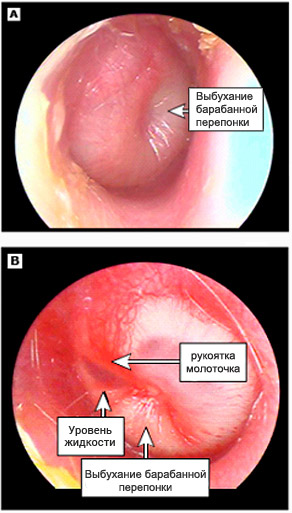 A
Выбухание
барабанной
перепонки
B
рукоятка
молоточка
Уровень
жидкости
Выбухание барабанной
перепонки